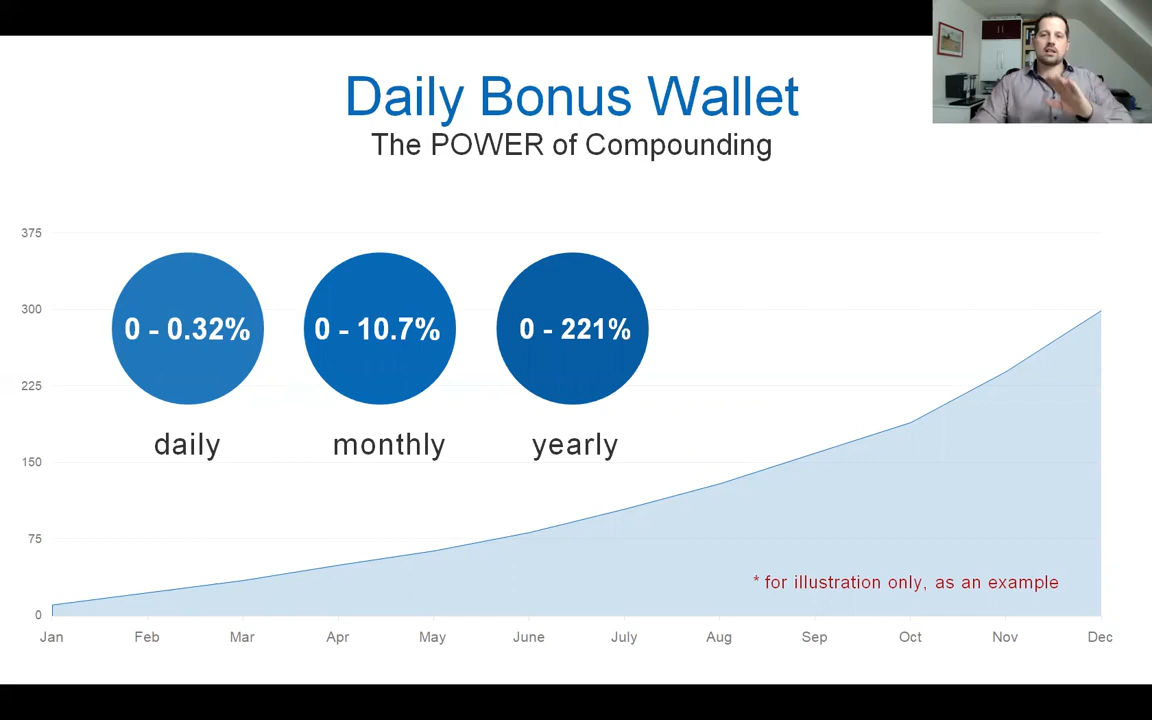 Daily Bonus Wallet
The POWER of Compounding
375
300
225
150
75
0
0 - 0.32%
0 - 10.7%
0 - 221%
daily
monthly
yearly
* for illustration only, as an example
Jan Feb Mar Apr May June July Aug Sep Oct Nov Dec